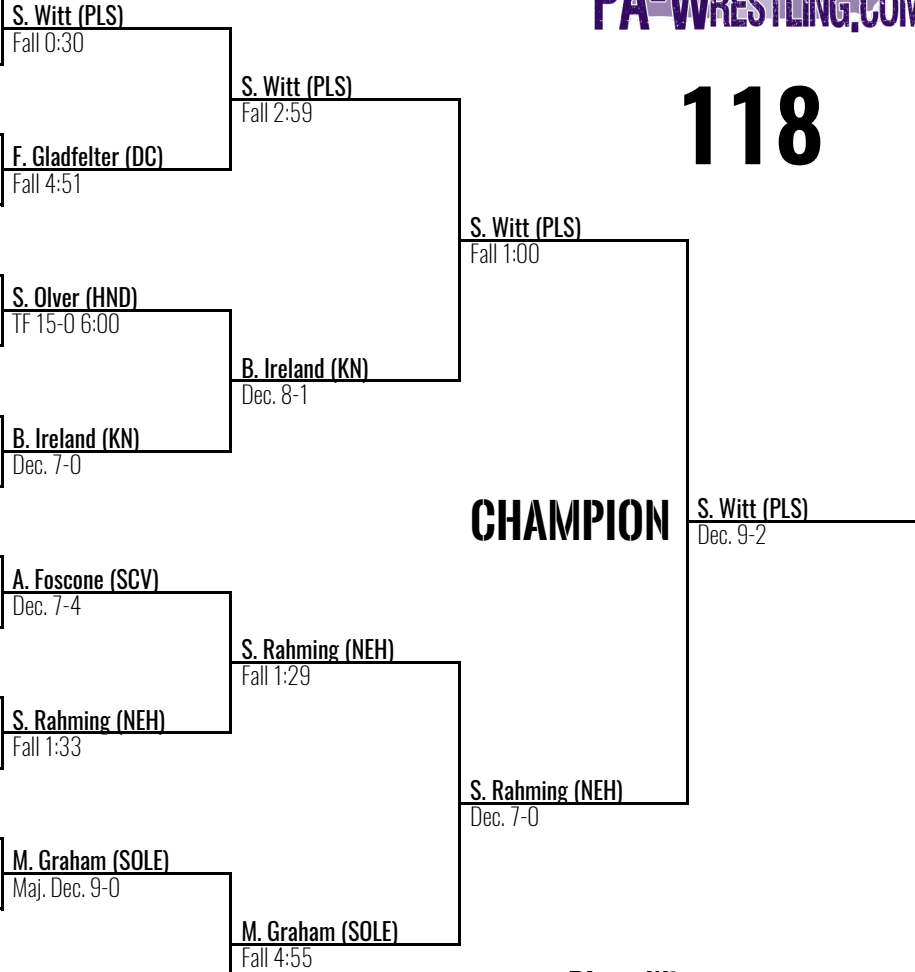 PA-WRESTLING.COM
118
S. Witt (PLS)
Fall 0:30
F. Gladfelter (DC)
Fall 4:51
S. Olver (HND)
TF 15-0 6:00
B. Ireland (KN)
Dec. 7-0
A. Foscone (SCV)
Dec. 7-4
S. Rahming (NEH)
Fall 1:33
M. Graham (SOLE)
Maj. Dec. 9-0
S. Witt (PLS)
Fall 2:59
B. Ireland (KN)
Dec. 8-1
S. Rahming (NEH)
Fall 1:29
M. Graham (SOLE)
Fall 4:55
S. Witt (PLS)
Fall 1:00
S. Rahming (NEH)
Dec. 7-0
CHAMPION
S. Witt (PLS)
Dec. 9-2